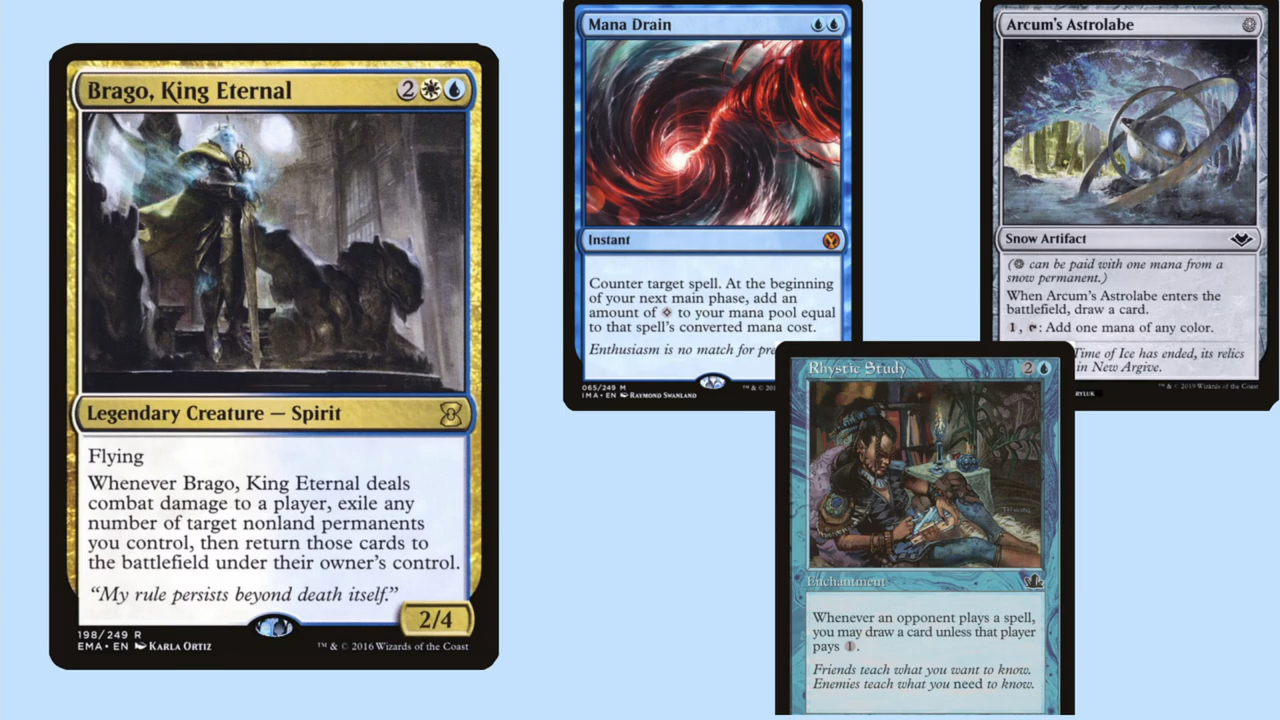 Brago, King Eternal
2
Legendary Creature — Spirit
Flying
Whenever Brago, King Eternal deals
combat damage to a player, exile any
number of target nonland permanents
you control, then return those cards to
the battlefield under their owner's control.
"My rule persists beyond death itself."
2/4
198/249 R
EMA • EN KARLA ORTIZ
™ & © 2016 Wizards of the Coast
Mana Drain
Instant
Counter target spell. At the beginning
of your next main phase, add an
amount of to your mana pool equal
to that spell's converted mana cost.
Enthusiasm is no match for pre
065/249 M
IMA • EN RAYMOND SWANLAND
™ & © 201
Arcum's Astrolabe
Snow Artifact
( can be paid with one mana from a
snow permanent.)
When Arcum's Astrolabe enters the
battlefield, draw a card.
1, : Add one mana of any color.
Time of Ice has ended, its relics
in New Argive.
RYLUK
™ & © 2019 Wizards of the Coast
Rhystic Study
2
Enchantment
Whenever an opponent plays a spell,
you may draw a card unless that player
pays 1.
Friends teach what you want to know.
Enemies teach what you need to know.